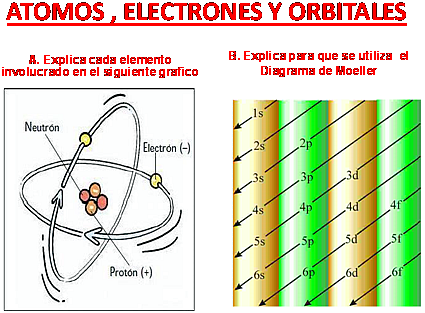 ATOMOS , ELECTRONES Y ORBITALES
A. Explica cada elemento
involucrado en el siguiente grafico
B. Explica para que se utiliza el
Diagrama de Moeller
Neutrón
Electrón (-)
Protón (+)
1s
2s 2p
3s 3p 3d
4s 4p 4d 4f
5s 5p 5d 5f
6s 6p 6d 6f